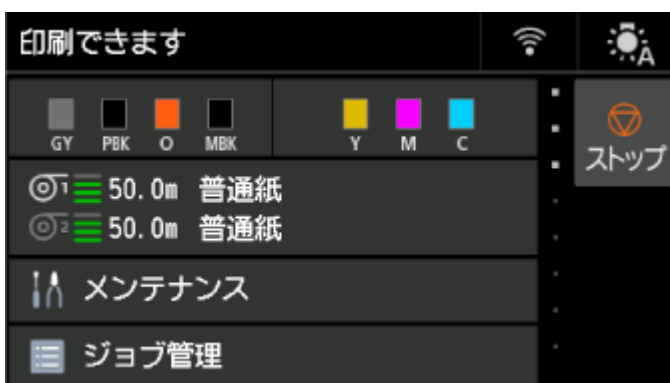 印刷できます
A
GY PBK O MBK Y M C
ストップ
1 50.0m 普通紙
2 50.0m 普通紙
メンテナンス
ジョブ管理